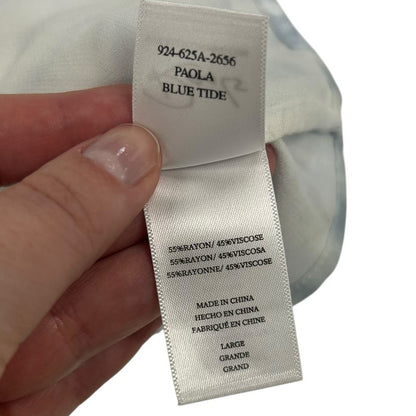 924-625A-2656
PAOLA
BLUE TIDE
55%RAYON/ 45%VISCOSE
55%RAYON/ 45%VISCOSA
55%RAYONNE/ 45%VISCOSE
MADE IN CHINA
HECHO EN CHINA
FABRIQUÉ EN CHINA
LARGE
GRANDE
GRAND